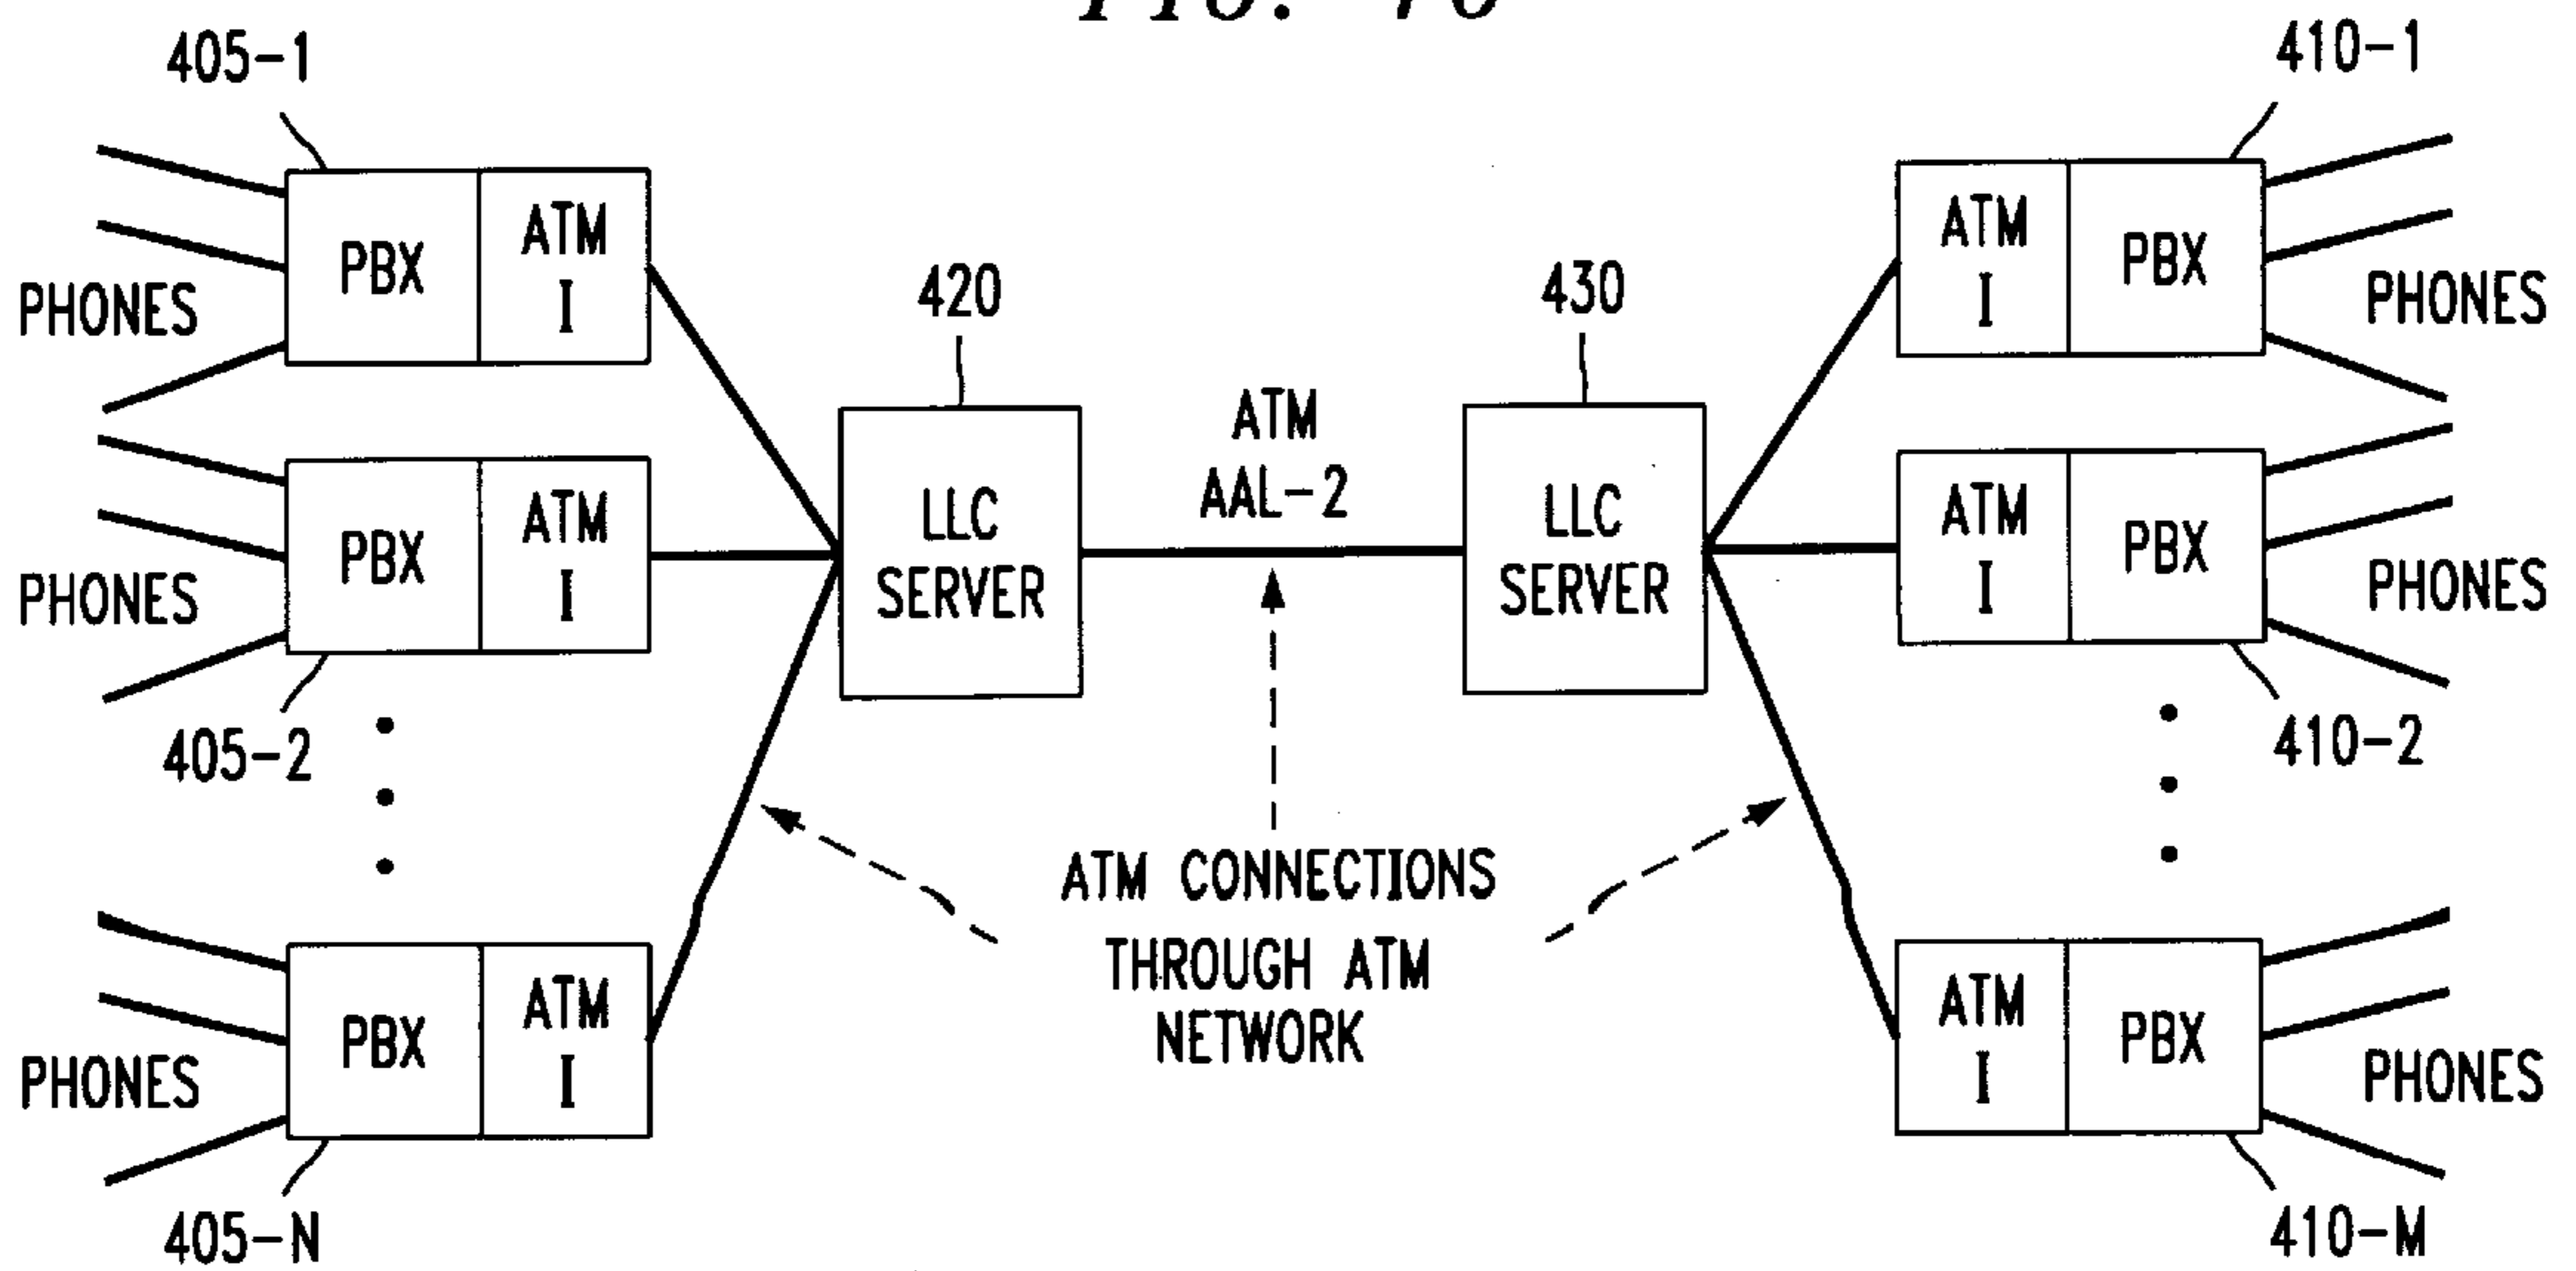 405-1
410-1
PBX
ATM
I
ATM
I
PBX
PHONES
PHONES
420
430
ATM
AAL-2
PBX
ATM
I
LLC
SERVER
LLC
SERVER
ATM
I
PBX
PHONES
PHONES
405-2
410-2
ATM CONNECTIONS
THROUGH ATM
NETWORK
PBX
ATM
I
ATM
I
PBX
PHONES
PHONES
405-N
410-M